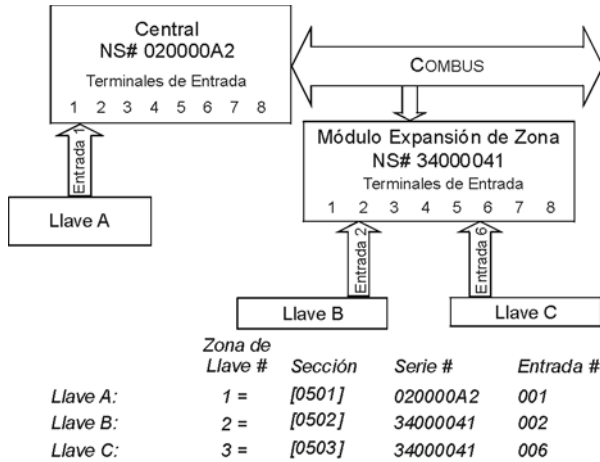 Central
NS# 020000A2
Terminales de Entrada
1 2 3 4 5 6 7 8
COMBUS
Entrada 1
Llave A
Módulo Expansión de Zona
NS# 34000041
Terminales de Entrada
1 2 3 4 5 6 7 8
Entrada 2
Entrada 6
Llave B
Llave C
Zona de
Llave # Sección Serie # Entrada #
Llave A: 1 = [0501] 020000A2 001
Llave B: 2 = [0502] 34000041 002
Llave C: 3 = [0503] 34000041 006